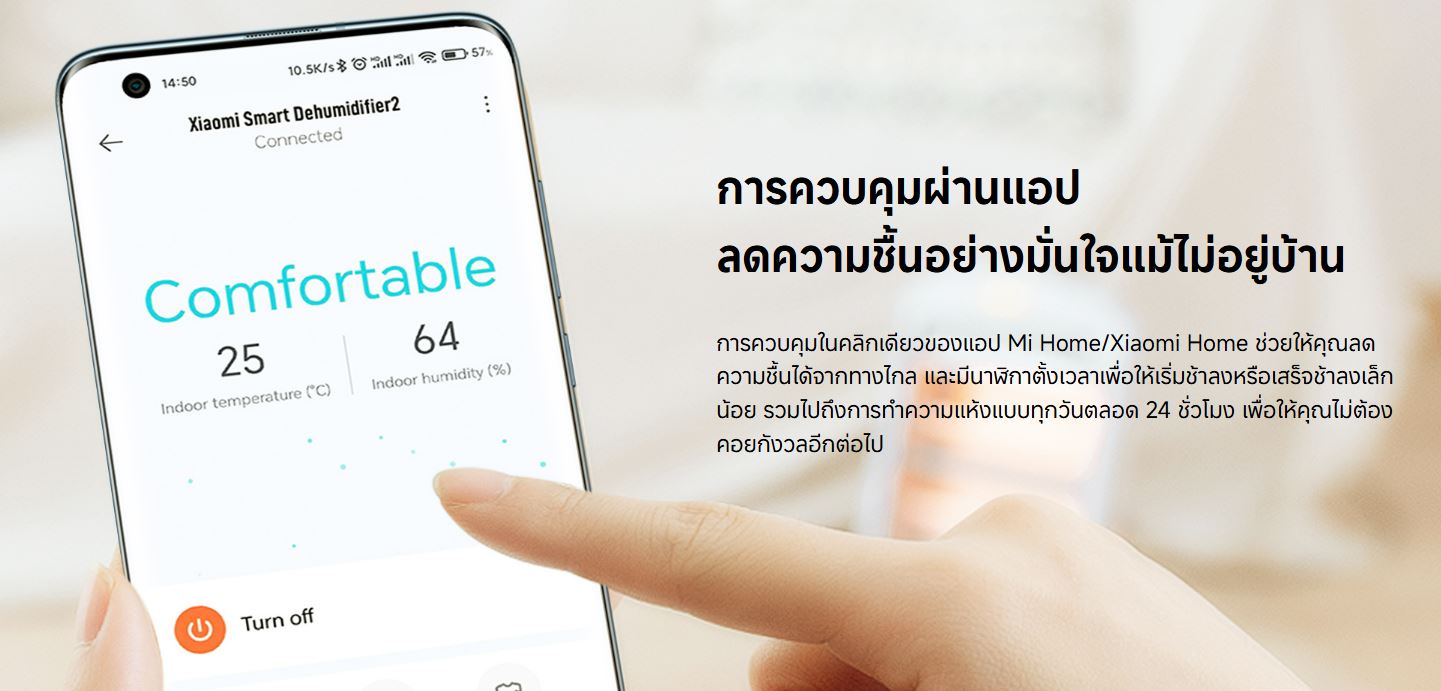 14:50
10.5K/s
57%
Xiaomi Smart Dehumidifier2
Connected
Comfortable
25
64
Indoor temperature (°C)
Indoor humidity (%)
Turn off
การควบคุมผ่านแอป
ลดความชื้นอย่างมั่นใจแม้ไม่อยู่บ้าน
การควบคุมในคลิกเดียวของแอป Mi Home/Xiaomi Home ช่วยให้คุณลด
ความชื้นได้จากทางไกล และมีนาฬิกาตั้งเวลาเพื่อให้เริ่มช้าลงหรือเสร็จช้าลงเล็ก
น้อย รวมไปถึงการทำความแห้งแบบทุกวันตลอด 24 ชั่วโมง เพื่อให้คุณไม่ต้อง
คอยกังวลอีกต่อไป